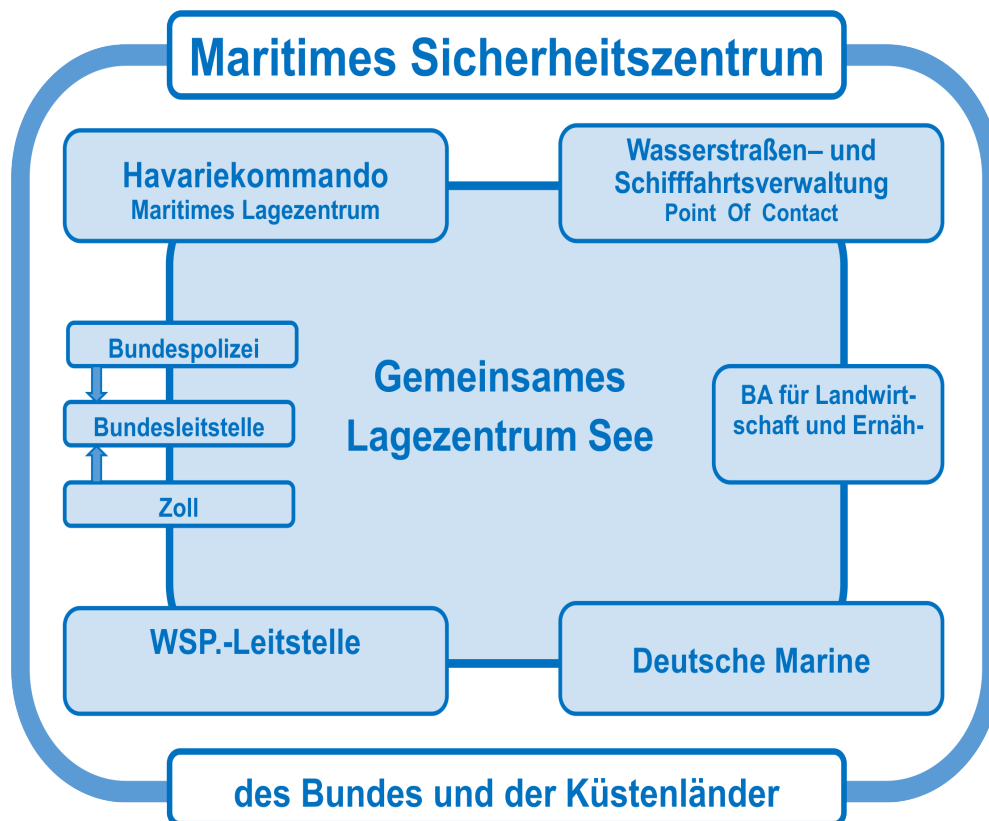 Maritimes Sicherheitszentrum
Havariekommando
Maritimes Lagezentrum
Wasserstraßen– und
Schifffahrtsverwaltung
Point Of Contact
Bundespolizei
Bundesleitstelle
Zoll
Gemeinsames
Lagezentrum See
BA für Landwirt-
schaft und Ernäh-
WSP.-Leitstelle
Deutsche Marine
des Bundes und der Küstenländer